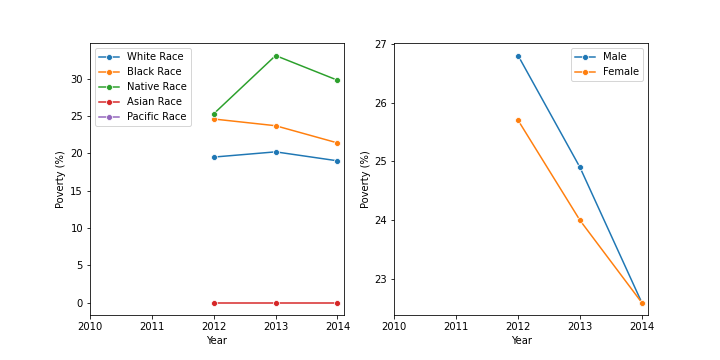 White Race
Black Race
Native Race
Asian Race
Pacific Race
30
25
20
15
10
5
0
Poverty (%)
2010 2011 2012 2013 2014
Year
Male
Female
27
26
25
24
23
Poverty (%)
2010 2011 2012 2013 2014
Year